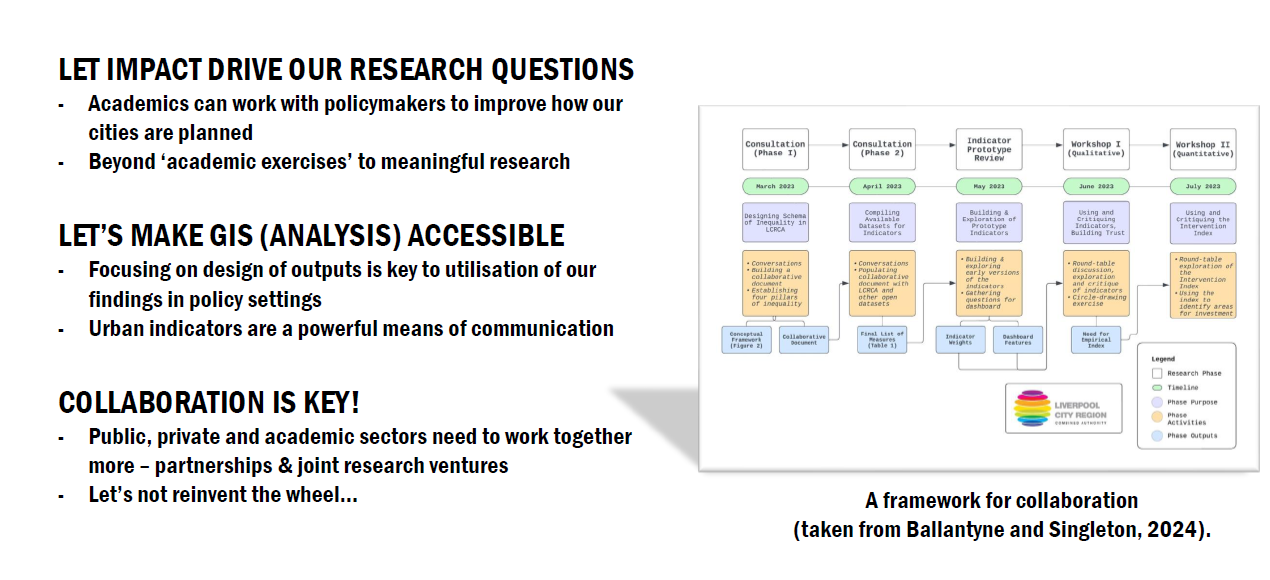 LET IMPACT DRIVE OUR RESEARCH QUESTIONS
- Academics can work with policymakers to improve how our
cities are planned
- Beyond ‘academic exercises’ to meaningful research
LET’S MAKE GIS (ANALYSIS) ACCESSIBLE
- Focusing on design of outputs is key to utilisation of our
findings in policy settings
- Urban indicators are a powerful means of communication
COLLABORATION IS KEY!
- Public, private and academic sectors need to work together
more – partnerships & joint research ventures
- Let’s not reinvent the wheel...
Consultation
(Phase I)
Consultation
(Phase 2)
Indicator
Prototype
Review
Workshop I
(Qualitative)
Workshop II
(Quantitative)
March 2023
April 2023
May 2023
June 2023
July 2023
Designing Schema
of Inequality in
LCRCA
Compiling
Available
Datasets for
Indicators
Building &
Exploration of
Prototype
Indicators
Using and
Critiquing
Indicators,
Building Trust
Using and
Critiquing the
Intervention
Index
• Conversations
• Building a
collaborative
document
• Establishing
four pillars
of inequality
• Conversations
• Populating
collaborative
document with
LCRCA and
other open
datasets
• Building &
exploring
early versions
of the
indicators
• Gathering
questions for
dashboard
• Round-table
discussion,
exploration
and critique
of indicators
• Circle-drawing
exercise
• Round-table
exploration of
the
Intervention
Index
• Using the
index to
identify areas
for investment
Conceptual
Framework
(Figure 2)
Collaborative
Document
Final List of
Measures
(Table 1)
Indicator
Weights
Dashboard
Features
Need for
Empirical
Index
Legend
Research Phase
Timeline
Phase Purpose
Phase
Activities
Phase Outputs
LIVERPOOL
CITY REGION
COMBINED AUTHORITY
A framework for collaboration
(taken from Ballantyne and Singleton, 2024).